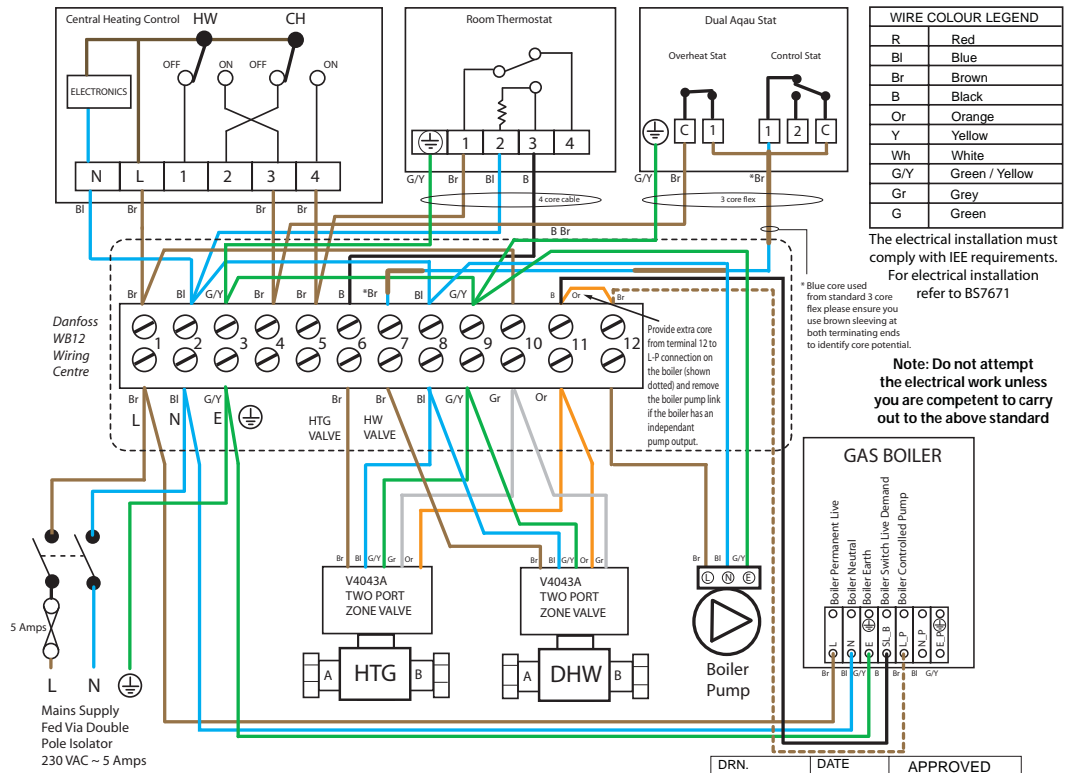 Central Heating Control
HW
CH
OFF
ON
OFF
ON
ELECTRONICS
N L 1 2 3 4
Bl
Br
Br
Br
Room Thermostat
1 2 3 4
G/Y
Br
Bl
B
4 core cable
Dual Aqau Stat
Overheat Stat
Control Stat
C 1
1 2 C
G/Y
Br
*Br
3 core flex
B Br
WIRE COLOUR LEGEND
R Red
Bl Blue
Br Brown
B Black
Or Orange
Y Yellow
Wh White
G/Y Green / Yellow
Gr Grey
G Green
The electrical installation must
comply with IEE requirements.
For electrical installation
refer to BS7671
* Blue core used
from standard 3 core
flex please ensure you
use brown sleeving at
both terminating ends
to identify core potential.
Note: Do not attempt
the electrical work unless
you are competent to carry
out to the above standard
Danfoss
WB12
Wiring
Centre
Br Bl G/Y Br Br B *Br Bl G/Y Br B Or Br
1 2 3 4 5 6 7 8 9 10 11 12
Br Bl G/Y Br Br Bl G/Y Gr Or
L N E
HTG
VALVE
HW
VALVE
Provide extra core
from terminal 12 to
L-P connection on
the boiler (shown
dotted) and remove
the boiler pump link
if the boiler has an
independant
pump output.
5 Amps
L N
Mains Supply
Fed Via Double
Pole Isolator
230 VAC ~ 5 Amps
Br Bl G/Y Gr Or
V4043A
TWO PORT
ZONE VALVE
A HTG B
Br Bl G/Y Or Gr
V4043A
TWO PORT
ZONE VALVE
A DHW B
Br Bl G/Y
L N E
Boiler
Pump
GAS BOILER
Boiler Permanent Live
Boiler Neutral
Boiler Earth
Boiler Switch Live Demand
Boiler Controlled Pump
L N E SL_B L_P N_P E_P
Br Bl G/Y B Br Bl G/Y
DRN.
DATE
APPROVED